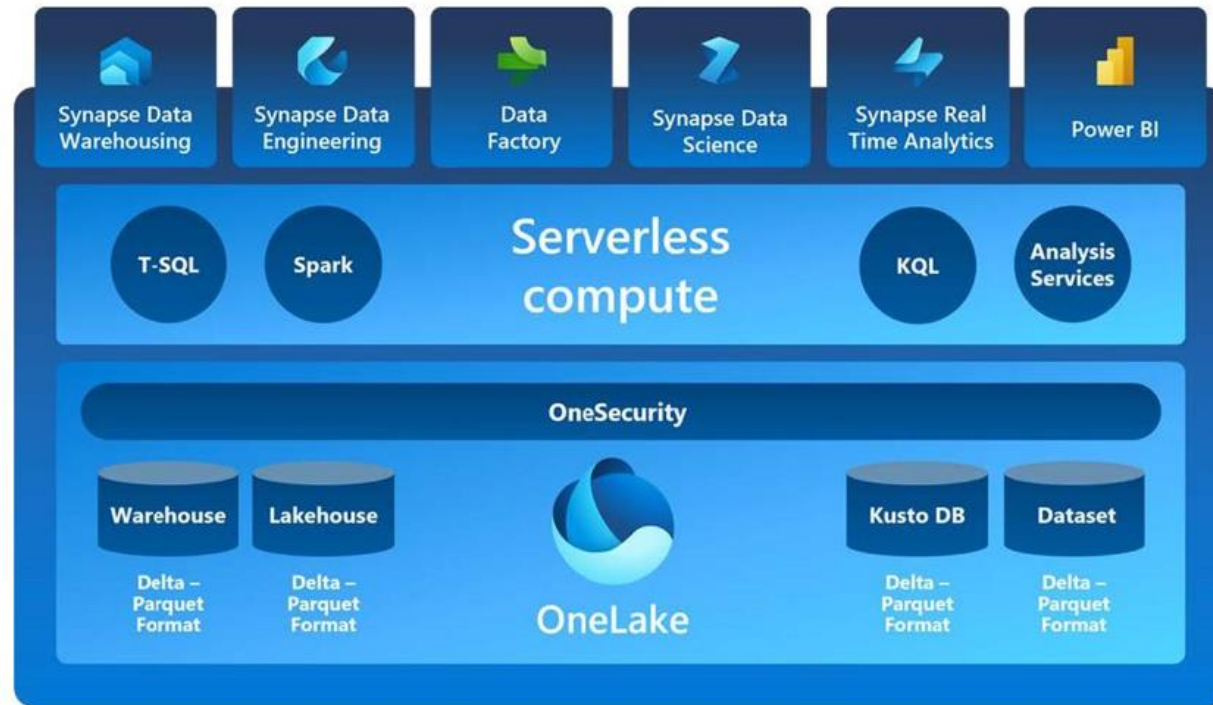 Synapse Data
Warehousing
Synapse Data
Engineering
Data
Factory
Synapse Data
Science
Synapse Real
Time Analytics
Power BI
T-SQL
Spark
Serverless
compute
KQL
Analysis
Services
OneSecurity
Warehouse
Lakehouse
Kusto DB
Dataset
Delta –
Parquet
Format
Delta –
Parquet
Format
OneLake
Delta –
Parquet
Format
Delta –
Parquet
Format